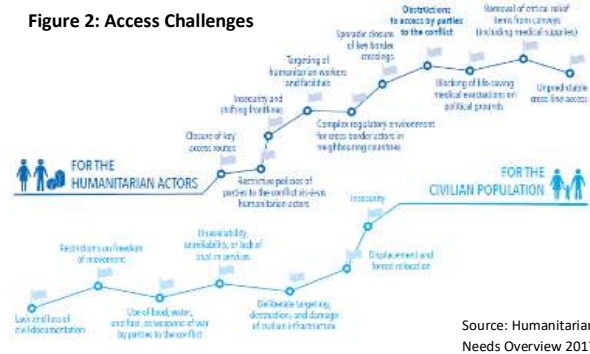 Figure 2: Access Challenges
Obstructions
to access by parties
to the conflict
Removal of critical relief
items from convoys
(including medical supplies)
Sporadic closure
of key border
crossings
Targeting of
humanitarian workers
and facilities
Blocking of life-saving
medical evacuations on
political grounds
Unpredictable
cross-line access
Insecurity and
shifting frontlines
Complex regulatory environment
for cross-border actors in
neighbouring countries
Closure of key
access routes
FOR THE
HUMANITARIAN ACTORS
Restrictive policies of
parties to the conflict vis-à-vis
humanitarian actors
FOR THE
CIVILIAN POPULATION
Insecurity
Unavailability,
unreliability, or lack of
trust in services
Restrictions on freedom
of movement
Displacement and
forced relocation
Lack and loss of
civil documentation
Use of food, water,
and fuel, as weapons of war
by parties to the conflict
Deliberate targeting,
destruction, and damage
of civilian infrastructure
Source: Humanitarian
Needs Overview 2017